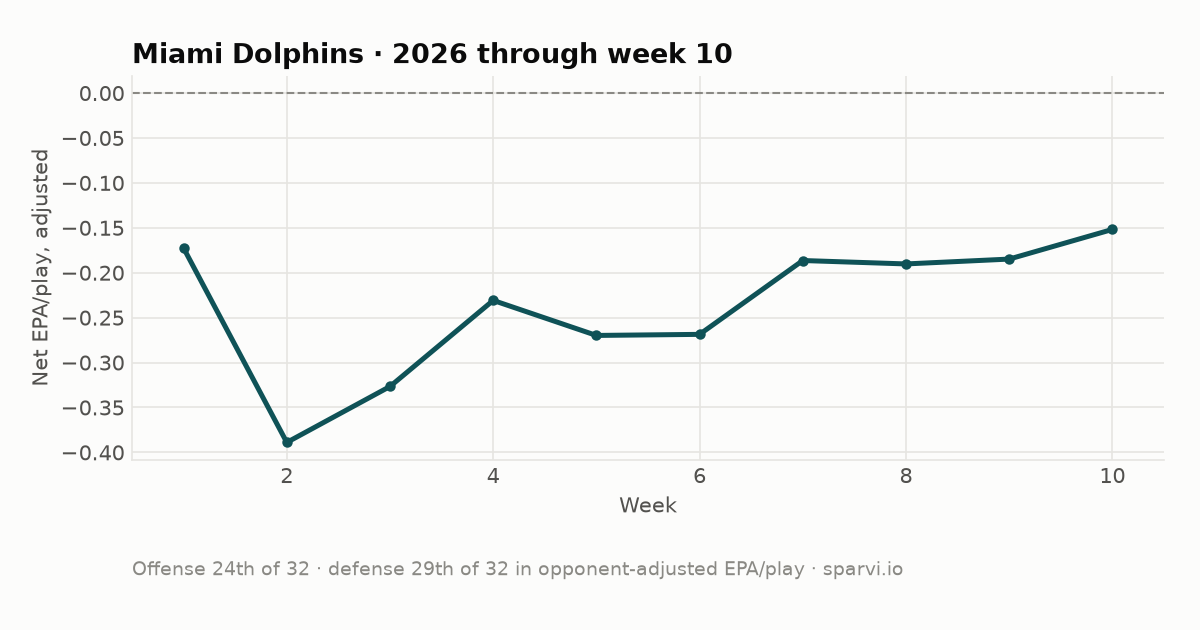 Miami Dolphins · 2026 through week 10
Net EPA/play, adjusted
0.00
−0.05
−0.10
−0.15
−0.20
−0.25
−0.30
−0.35
−0.40
2 4 6 8 10
Week
Offense 24th of 32 · defense 29th of 32 in opponent-adjusted EPA/play · sparvi.io